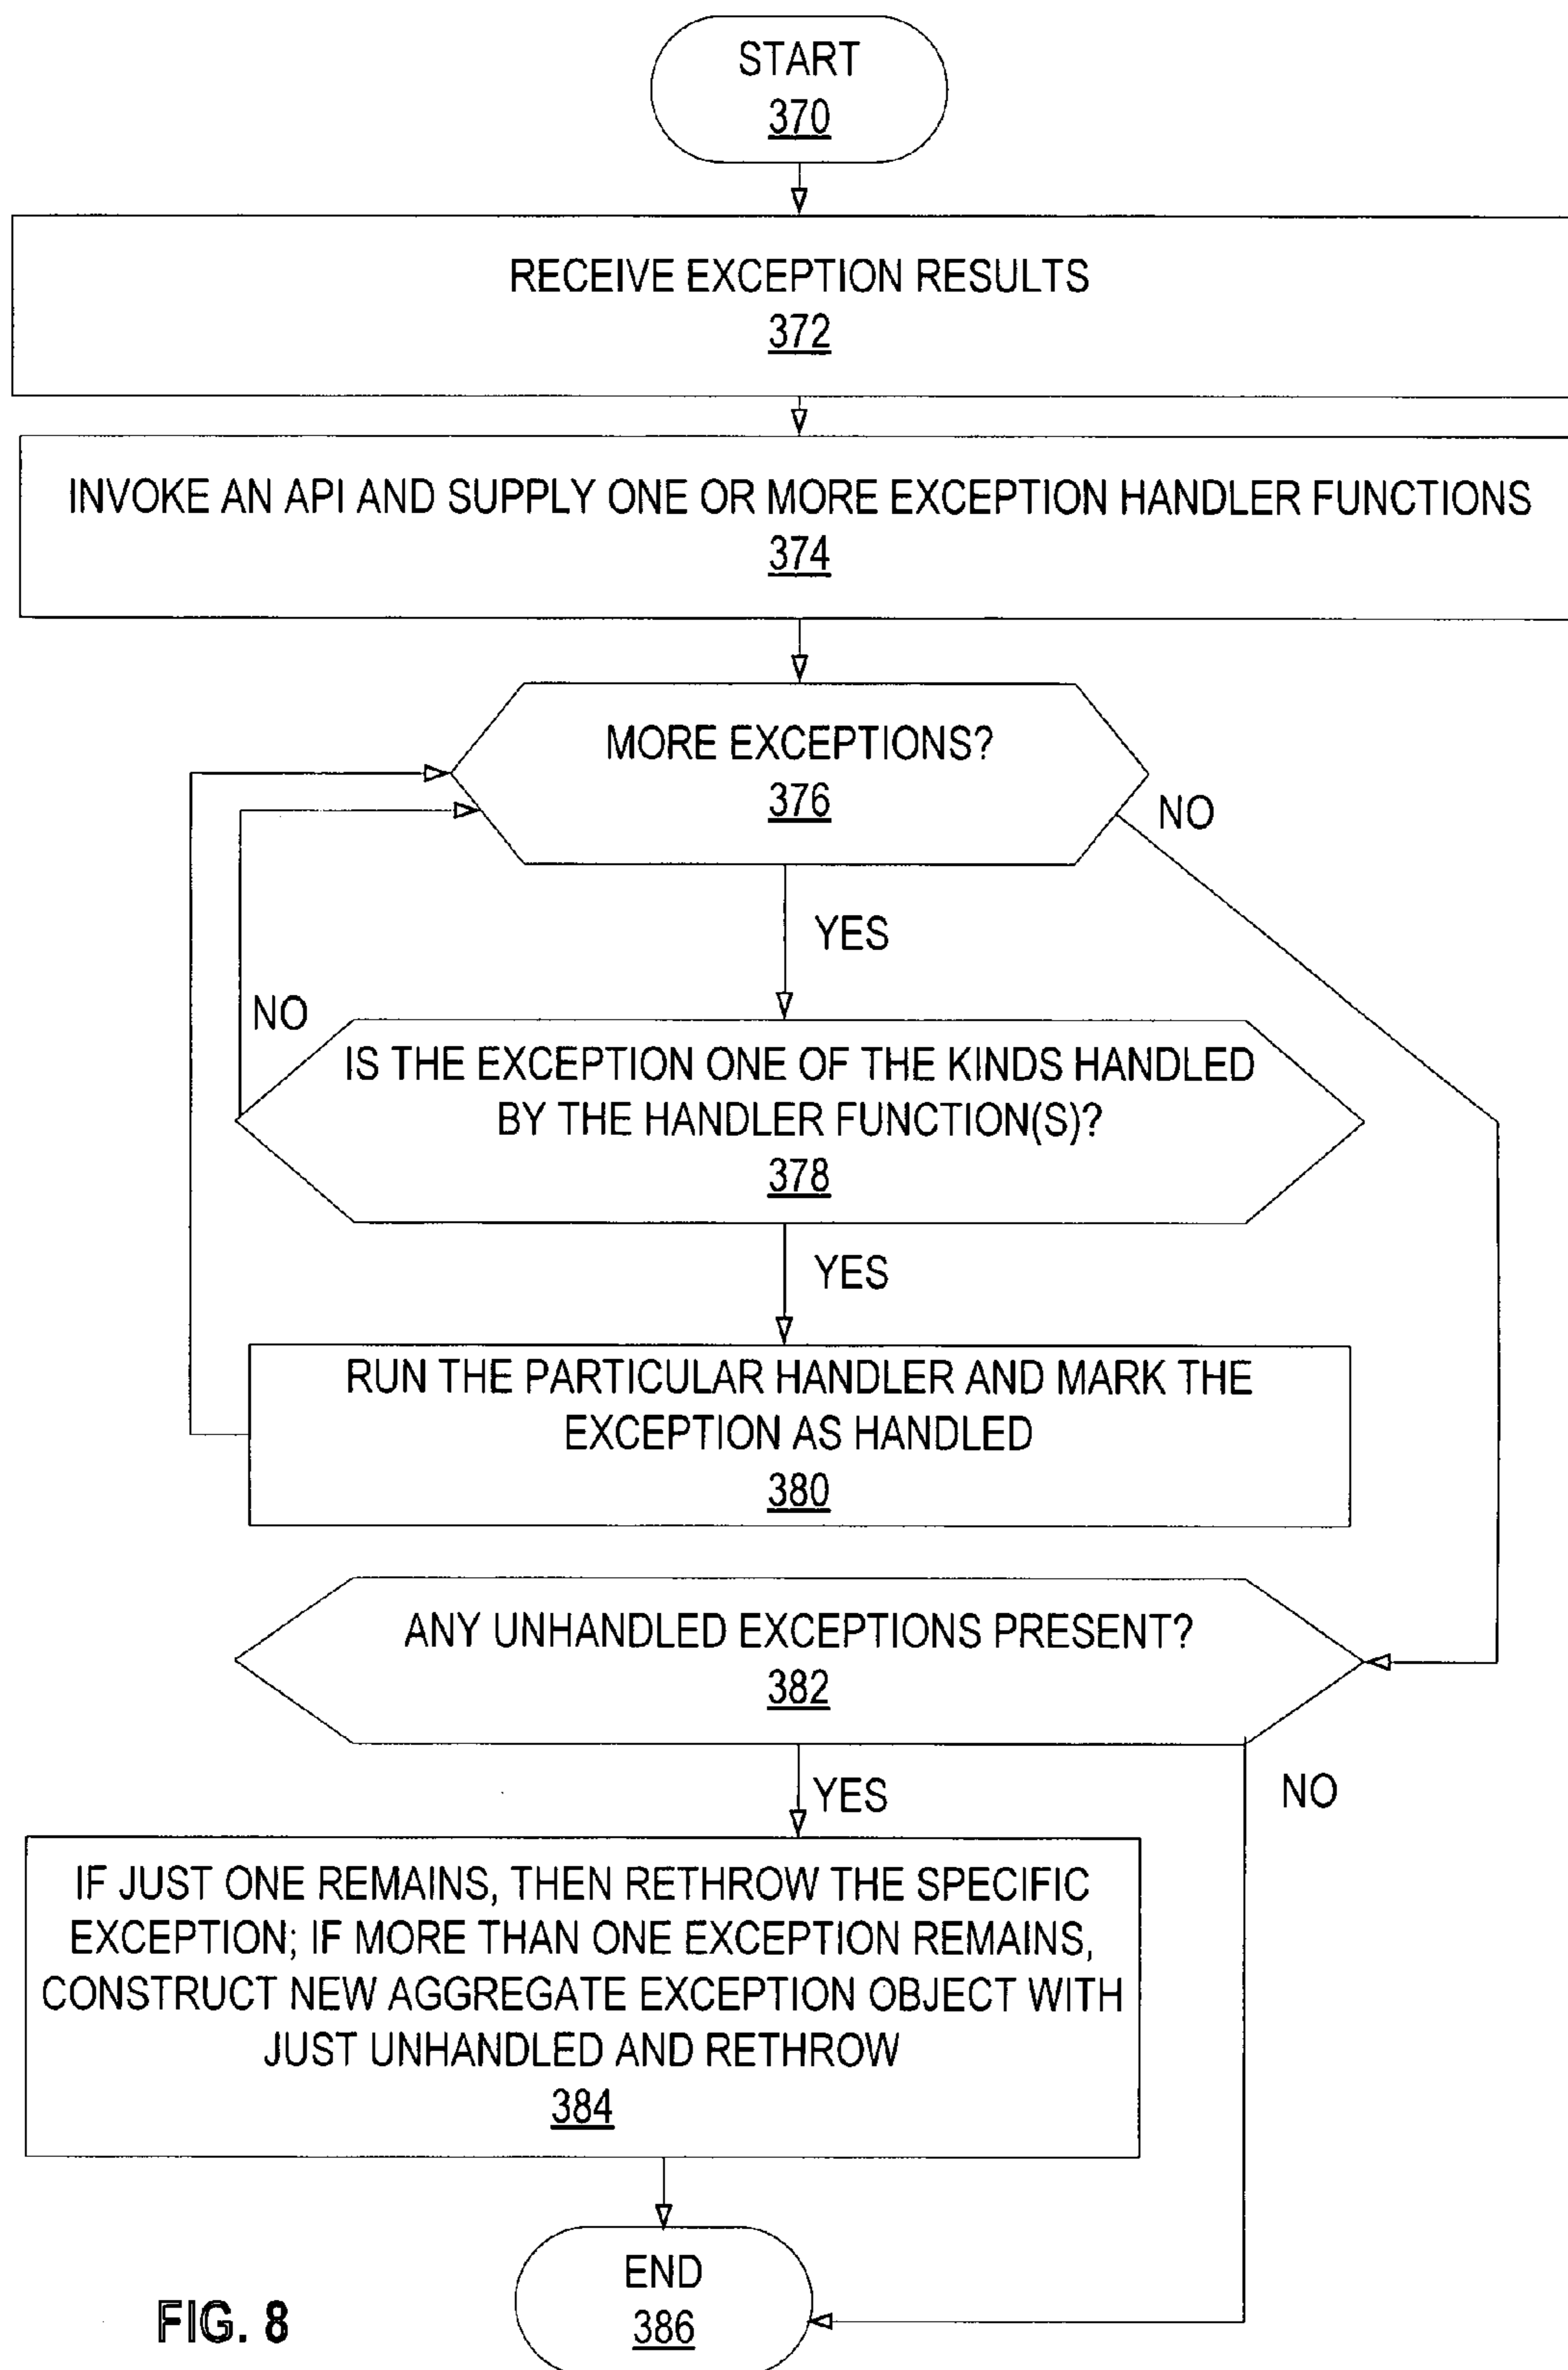 START
370
RECEIVE EXCEPTION RESULTS
372
INVOKE AN API AND SUPPLY ONE OR MORE EXCEPTION HANDLER FUNCTIONS
374
MORE EXCEPTIONS?
376
NO
YES
NO
IS THE EXCEPTION ONE OF THE KINDS HANDLED
BY THE HANDLER FUNCTION(S)?
378
YES
RUN THE PARTICULAR HANDLER AND MARK THE
EXCEPTION AS HANDLED
380
ANY UNHANDLED EXCEPTIONS PRESENT?
382
YES
NO
IF JUST ONE REMAINS, THEN RETHROW THE SPECIFIC
EXCEPTION; IF MORE THAN ONE EXCEPTION REMAINS,
CONSTRUCT NEW AGGREGATE EXCEPTION OBJECT WITH
JUST UNHANDLED AND RETHROW
384
END
386
FIG. 8